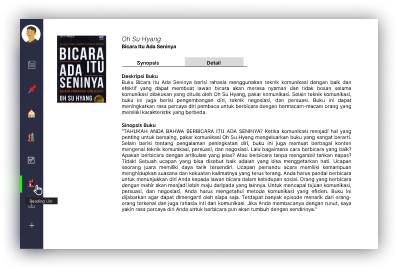 BICARA
ITU ADA
SENINYA
OH SU HYANG
Oh Su Hyang
Bicara Itu Ada Seninya
Synopsis
Detail
Deskripsi Buku
Buku Bicara Itu Ada Seninya berisi rahasia menggunakan teknik komunikasi dengan baik dan
efektif yang dapat membuat lawan bicara akan merasa nyaman dan tidak bosan selama
komunikasi dilakukan yang ditulis oleh Oh Su Hyang, pakar komunikasi. Selain teknik komunikasi,
buku ini juga berisi pengembangan diri, teknik negosiasi, dan persuasi. Buku ini dapat
meningkatkan rasa percaya diri pembaca untuk berbicara dengan bermacam-macam orang yang
memiliki karakteristik yang berbeda.
Sinopsis Buku
"TAHUKAH ANDA BAHWA BERBICARA ITU ADA SENINYA? Ketika komunikasi menjadi hal yang
penting untuk bersaing, pakar komunikasi Oh Su Hyang mengeluarkan buku yang sangat berarti.
Selain berisi tentang pengalaman peningkatan diri, buku ini juga memuat berbagai konten
mengenai teknik komunikasi, persuasi, dan negosiasi. Lalu bagaimana cara berbicara yang baik?
Apakah berbicara dengan artikulasi yang jelas? Atau berbicara tanpa mengambil tarikan napas?
Tidak! Sebuah ucapan yang bisa disebut baik adalah yang bisa menggetarkan hati. Ucapan
seorang juara memiliki daya tarik tersendiri. Ucapan pemandu acara memiliki kemampuan
menghidupkan suasana dan kekuatan kalimatnya yang terus terang. Anda harus pandai berbicara
untuk menunjukkan diri Anda kepada lawan bicara dalam kehidupan sosial. Orang yang berbicara
dengan mahir akan menjadi lebih maju daripada yang lainnya. Untuk mencapai tujuan komunikasi,
persuasi, dan negosiasi, Anda harus mengetahui metode komunikasi yang efisien. Buku ini
dijabarkan agar dapat dimengerti oleh siapa saja. Terdapat banyak episode menarik dari orang-
orang terkenal dan juga rahasia inti dari komunikasi. Jika Anda membacanya dengan runut, saya
yakin rasa percaya diri Anda untuk berbicara pun akan tumbuh dengan sendirinya."
Reading List